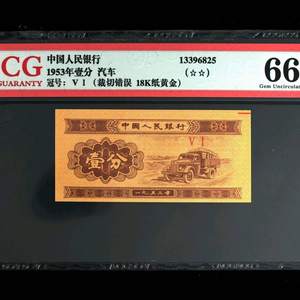 CG
GUARANTY
中国人民银行
1953年壹分 汽车
冠号: V I (裁切错误 18K纸黄金)
13396825
(☆☆)
66
Gem Uncirculated
中国人民银行
V I
壹分
一九五三年